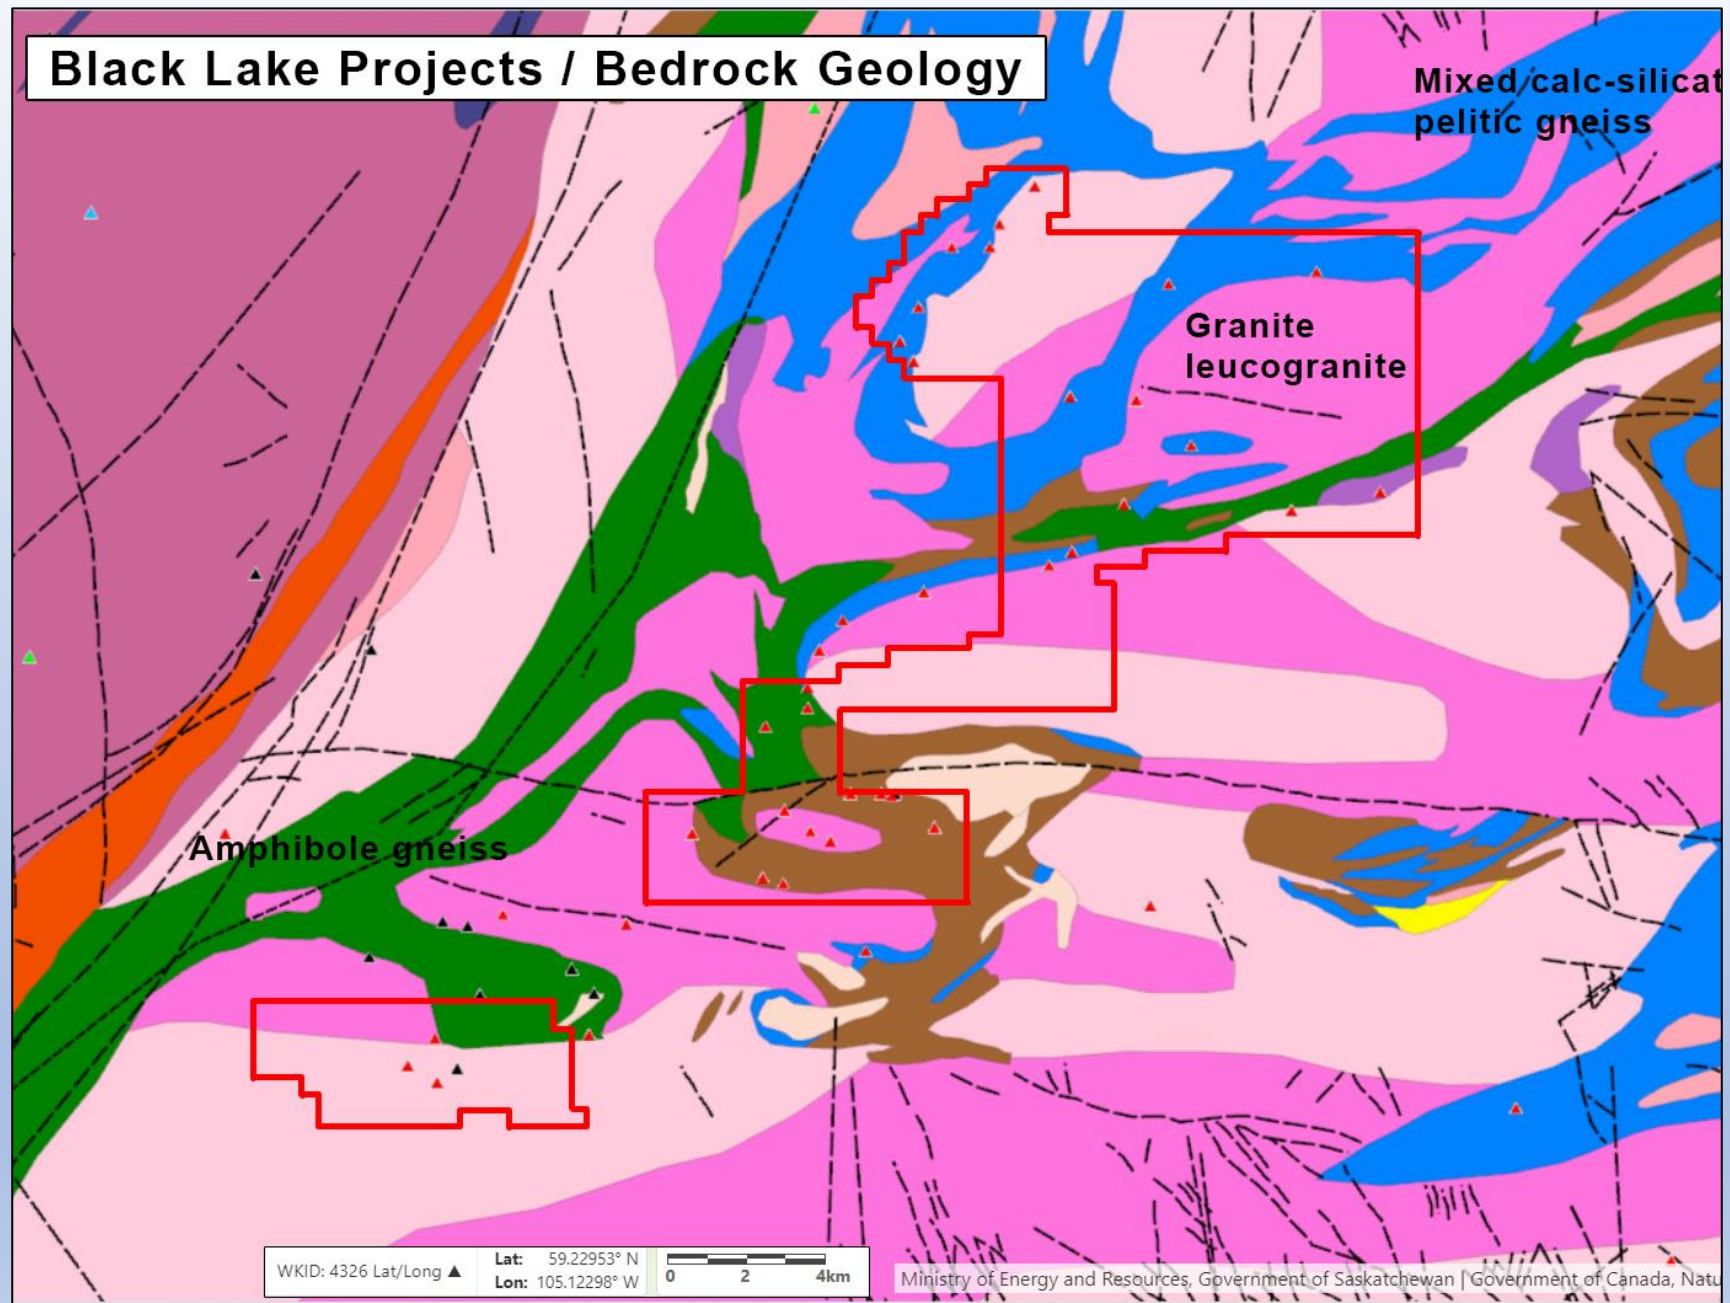 Black Lake Projects / Bedrock Geology
Mixed calc-silicat
pelitic gneiss
Granite
leucogranite
Amphibole gneiss
WKID: 4326 Lat/Long ▲
Lat: 59.22953° N
Lon: 105.12298° W
0 2 4km
Ministry of Energy and Resources, Government of Saskatchewan | Government of Canada, Natu